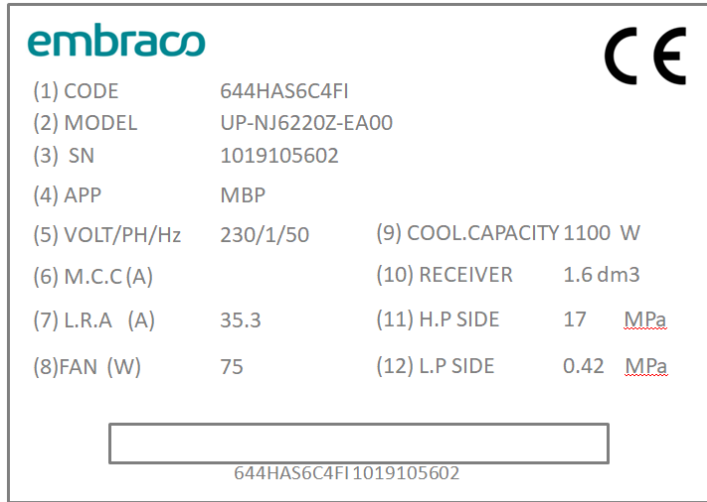 embraco
CE
(1) CODE 644HAS6C4FI
(2) MODEL UP-NJ6220Z-EA00
(3) SN 1019105602
(4) APP MBP
(5) VOLT/PH/Hz 230/1/50 (9) COOL.CAPACITY 1100 W
(6) M.C.C (A) (10) RECEIVER 1.6 dm3
(7) L.R.A (A) 35.3 (11) H.P SIDE 17 MPa
(8)FAN (W) 75 (12) L.P SIDE 0.42 MPa
644HAS6C4FI1019105602